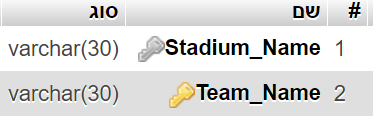 # שם סוג
1 Stadium_Name varchar(30)
2 Team_Name varchar(30)